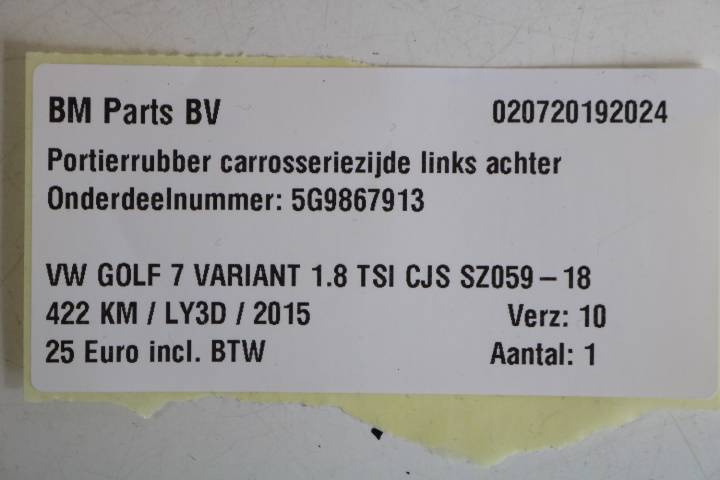 BM Parts BV 020720192024
Portierrubber carrosseriezijde links achter
Onderdeelnummer: 5G9867913
VW GOLF 7 VARIANT 1.8 TSI CJS SZ059 – 18
422 KM / LY3D / 2015 Verz: 10
25 Euro incl. BTW Aantal: 1